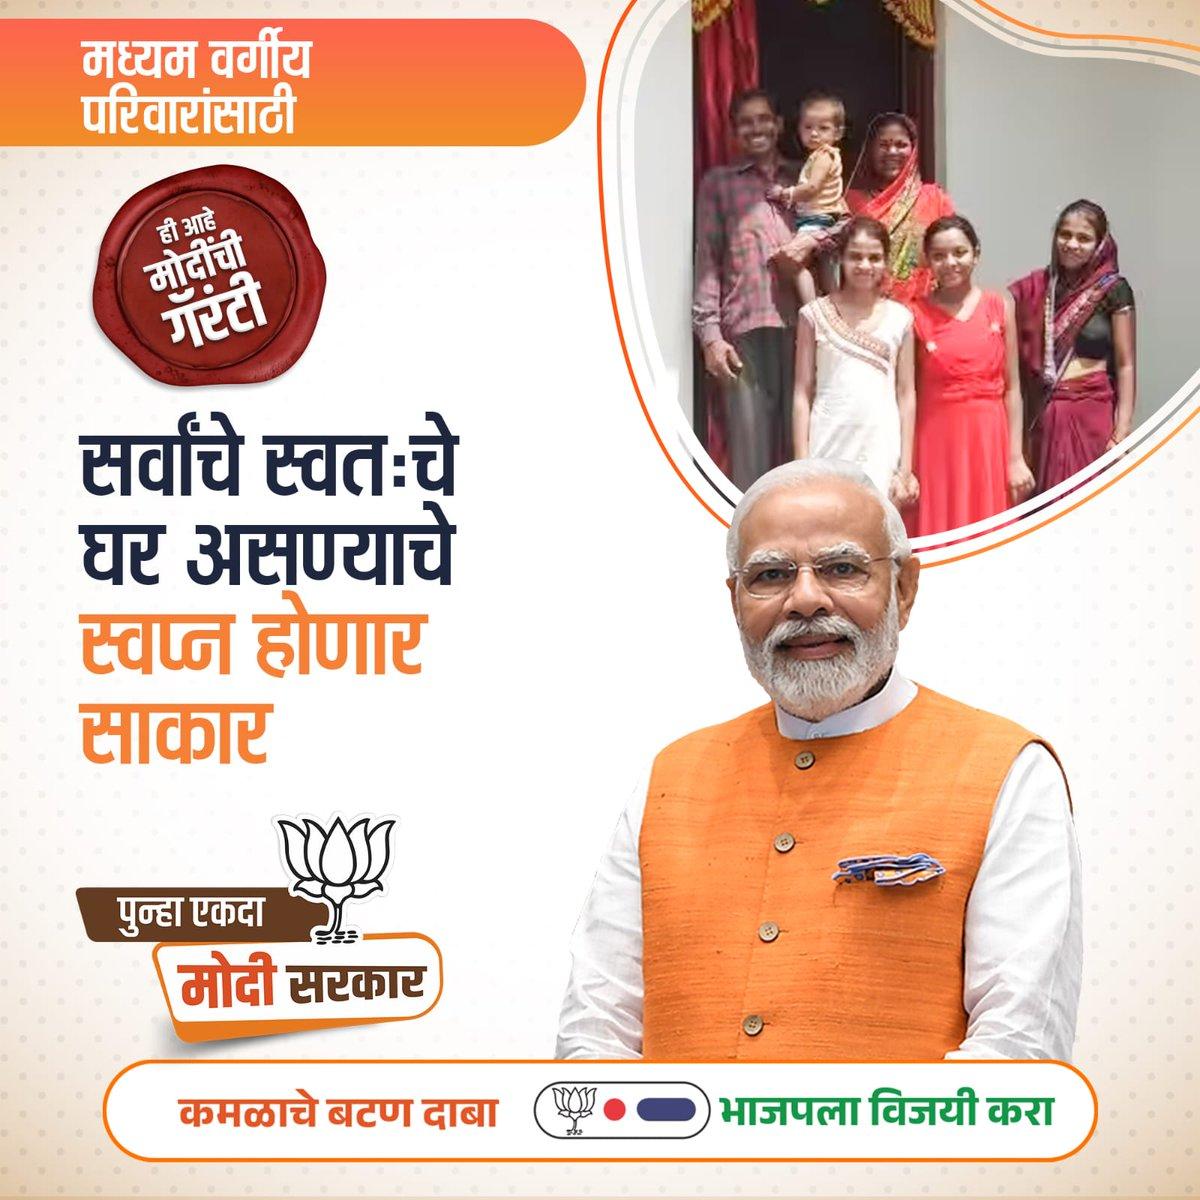 मध्यम वर्गीय
परिवारांसाठी
ही आहे
मोदींची
गॅरंटी
सर्वांचे स्वतःचे
घर असण्याचे
स्वप्न होणार
साकार
पुन्हा एकदा
मोदी सरकार
कमळाचे बटण दाबा भाजपला विजयी करा